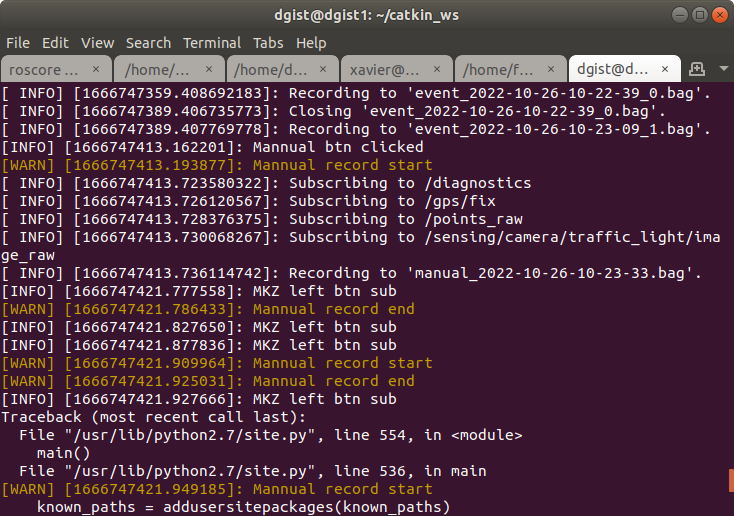 dgist@dgist1: ~/catkin_ws
File Edit View Search Terminal Tabs Help
roscore ... × /home/... × /home/d... × xavier@... × /home/f... × dgist@d... ×
[ INFO] [1666747359.408692183]: Recording to 'event_2022-10-26-10-22-39_0.bag'.
[ INFO] [1666747389.406735773]: Closing 'event_2022-10-26-10-22-39_0.bag'.
[ INFO] [1666747389.407769778]: Recording to 'event_2022-10-26-10-23-09_1.bag'.
[INFO] [1666747413.162201]: Mannual btn clicked
[WARN] [1666747413.193877]: Mannual record start
[ INFO] [1666747413.723580322]: Subscribing to /diagnostics
[ INFO] [1666747413.726120567]: Subscribing to /gps/fix
[ INFO] [1666747413.728376375]: Subscribing to /points_raw
[ INFO] [1666747413.730068267]: Subscribing to /sensing/camera/traffic_light/ima
ge_raw
[ INFO] [1666747413.736114742]: Recording to 'manual_2022-10-26-10-23-33.bag'.
[INFO] [1666747421.777558]: MKZ left btn sub
[WARN] [1666747421.786433]: Mannual record end
[INFO] [1666747421.827650]: MKZ left btn sub
[INFO] [1666747421.877836]: MKZ left btn sub
[WARN] [1666747421.909964]: Mannual record start
[WARN] [1666747421.925031]: Mannual record end
[INFO] [1666747421.927666]: MKZ left btn sub
Traceback (most recent call last):
  File "/usr/lib/python2.7/site.py", line 554, in <module>
    main()
  File "/usr/lib/python2.7/site.py", line 536, in main
[WARN] [1666747421.949185]: Mannual record start
    known_paths = addusersitepackages(known_paths)